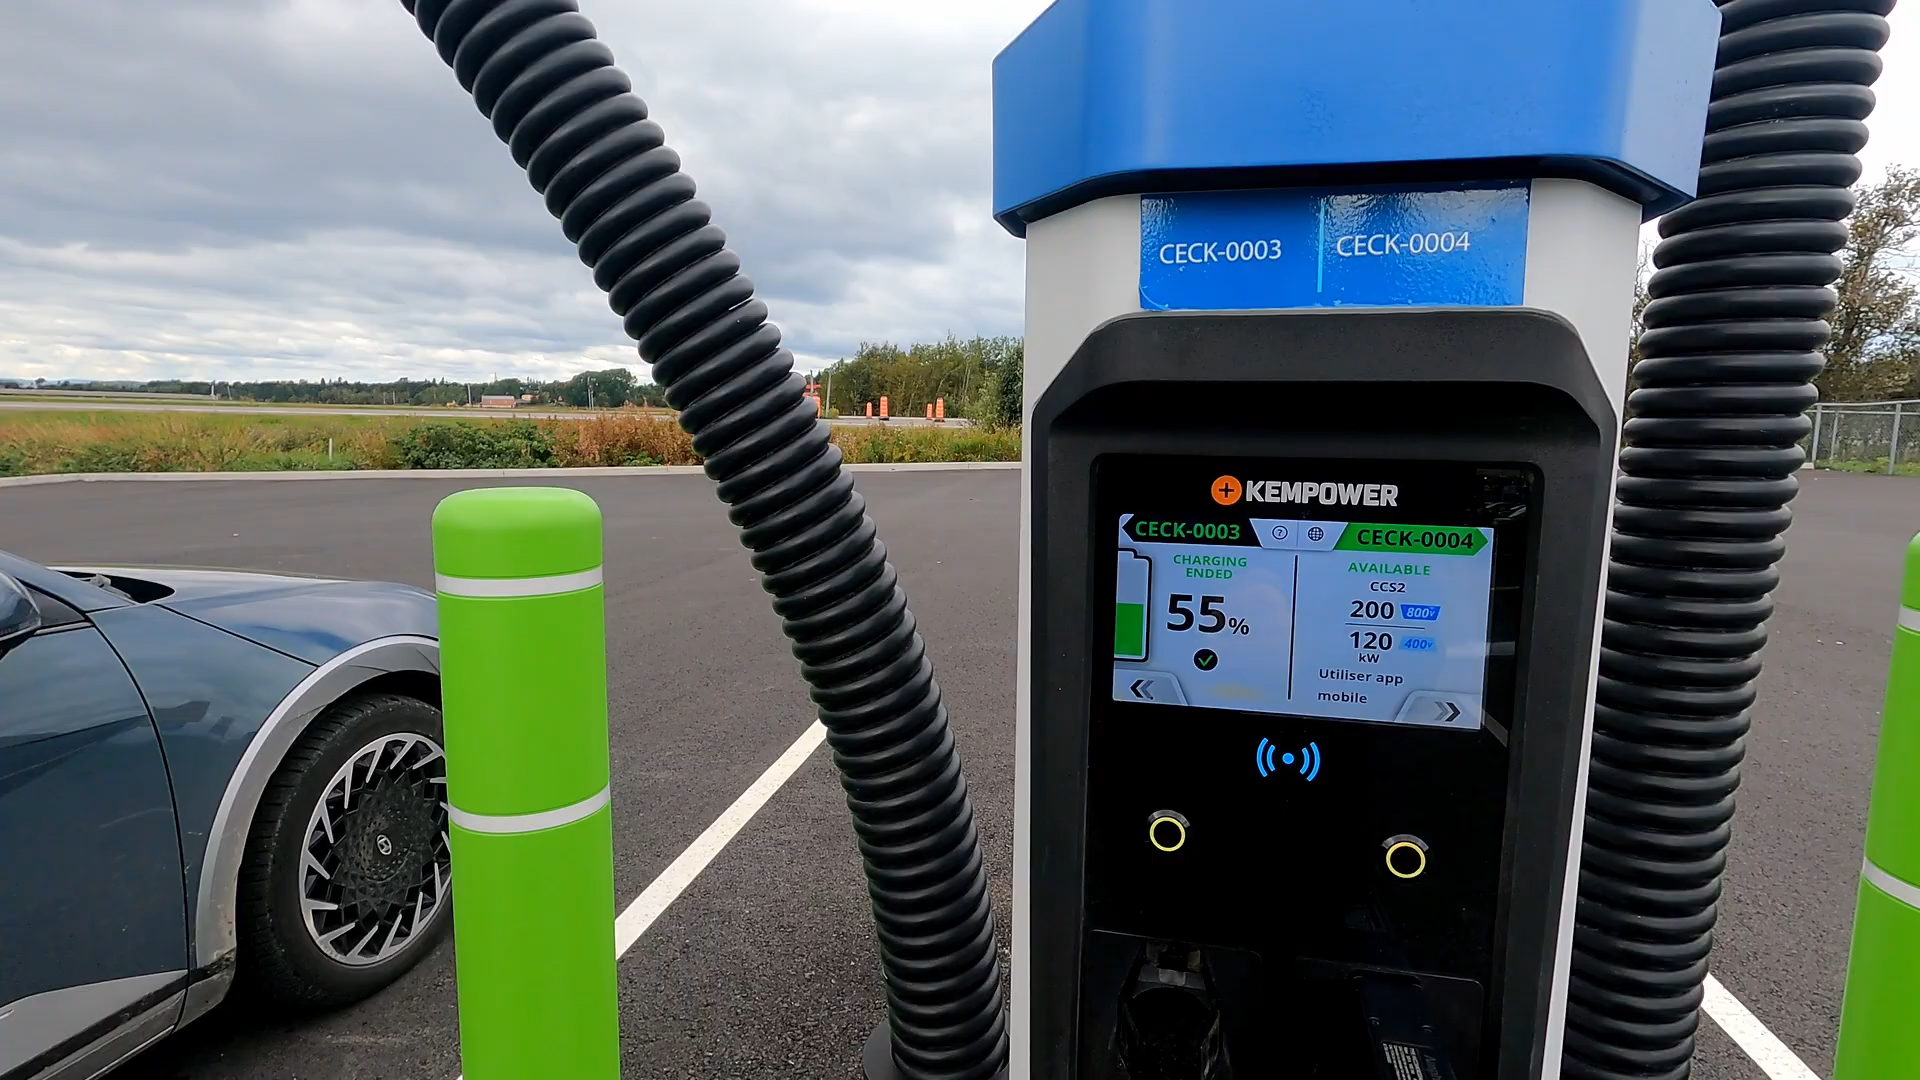 CECK-0003 CECK-0004
KEMPOWER
CECK-0003 CECK-0004
CHARGING
ENDED
55%
AVAILABLE
CCS2
200 800V
120 400V
kW
Utiliser app
mobile